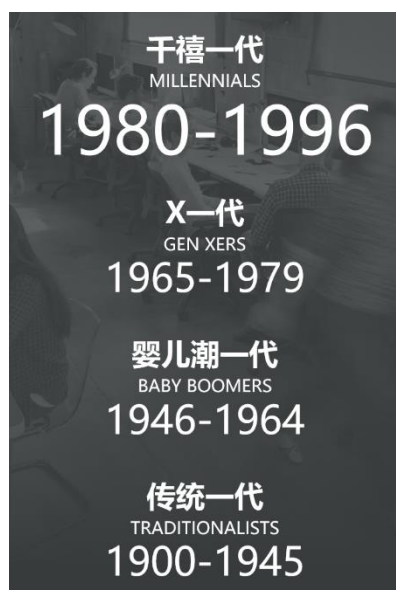 千禧一代
MILLENNIALS
1980-1996
X一代
GEN XERS
1965-1979
婴儿潮一代
BABY BOOMERS
1946-1964
传统一代
TRADITIONALISTS
1900-1945